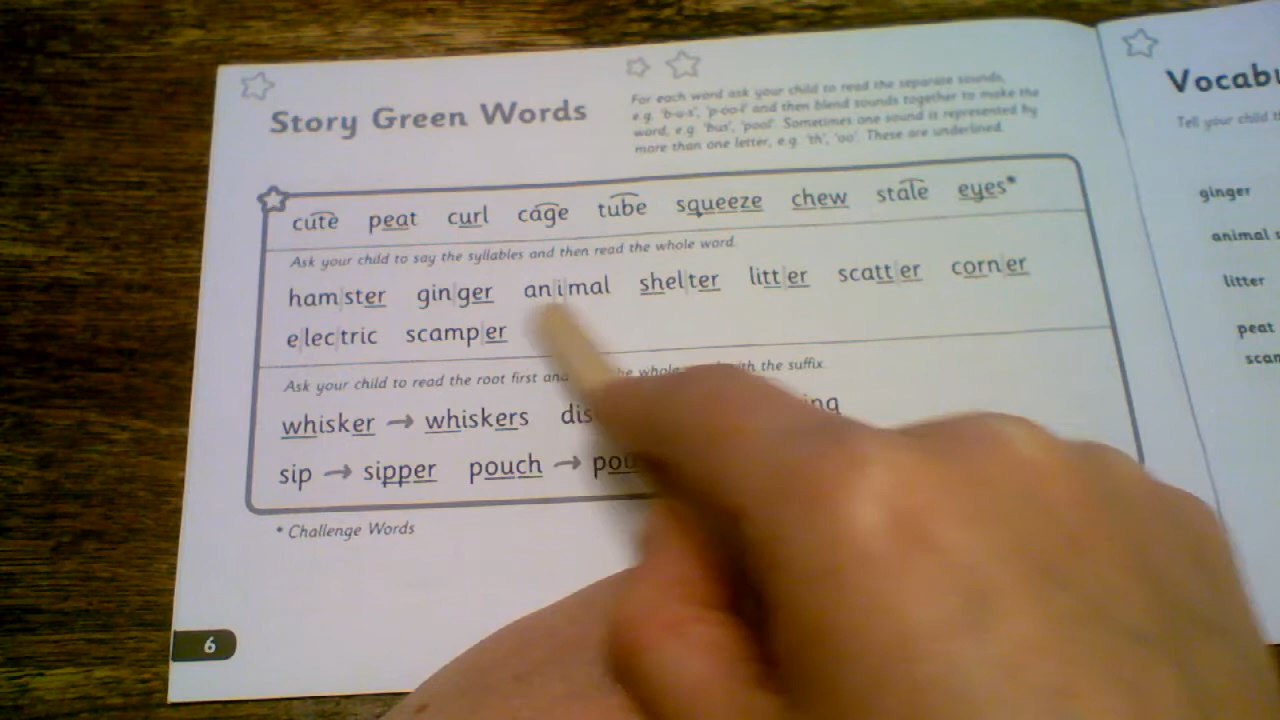 Story Green Words
For each word ask your child to read the separate sounds,
e.g. 'b-u-s', 'p-oo-l' and then blend sounds together to make the
word, e.g. 'bus', 'pool'. Sometimes one sound is represented by
more than one letter, e.g. 'th', 'oo'. These are underlined.
cute peat curl cage tube squeeze chew stale eyes*
Ask your child to say the syllables and then read the whole word.
hamster ginger animal shelter litter scatter corner
electric scamper
Ask your child to read the root first and the whole with the suffix.
whisker → whiskers
sip → sipper pouch →
* Challenge Words
6
Tell your child
ginger
animal
litter
peat